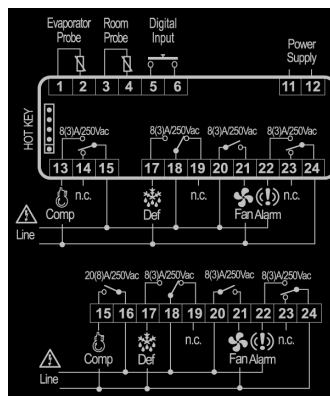 Evaporator Probe
Room Probe
Digital Input
Power Supply
1 2 3 4 5 6 11 12
HOT KEY
8(3)A/250Vac 8(3)A/250Vac 8(3)A/250Vac 8(3)A/250Vac
13 14 15 17 18 19 20 21 22 23 24
n.c. n.c. n.c.
Comp Def Fan Alarm
Line
20(8)A/250Vac 8(3)A/250Vac 8(3)A/250Vac 8(3)A/250Vac
15 16 17 18 19 20 21 22 23 24
n.c. n.c.
Comp Def Fan Alarm
Line